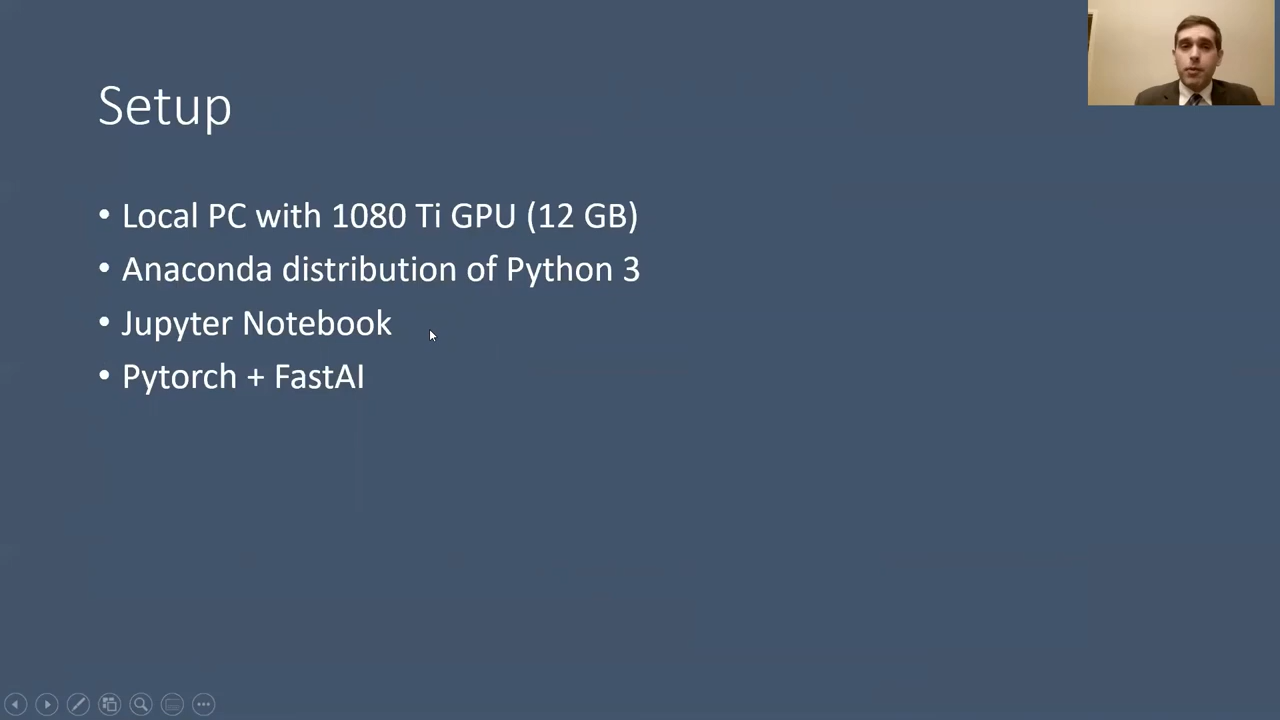 Setup
• Local PC with 1080 Ti GPU (12 GB)
• Anaconda distribution of Python 3
• Jupyter Notebook
• Pytorch + FastAI